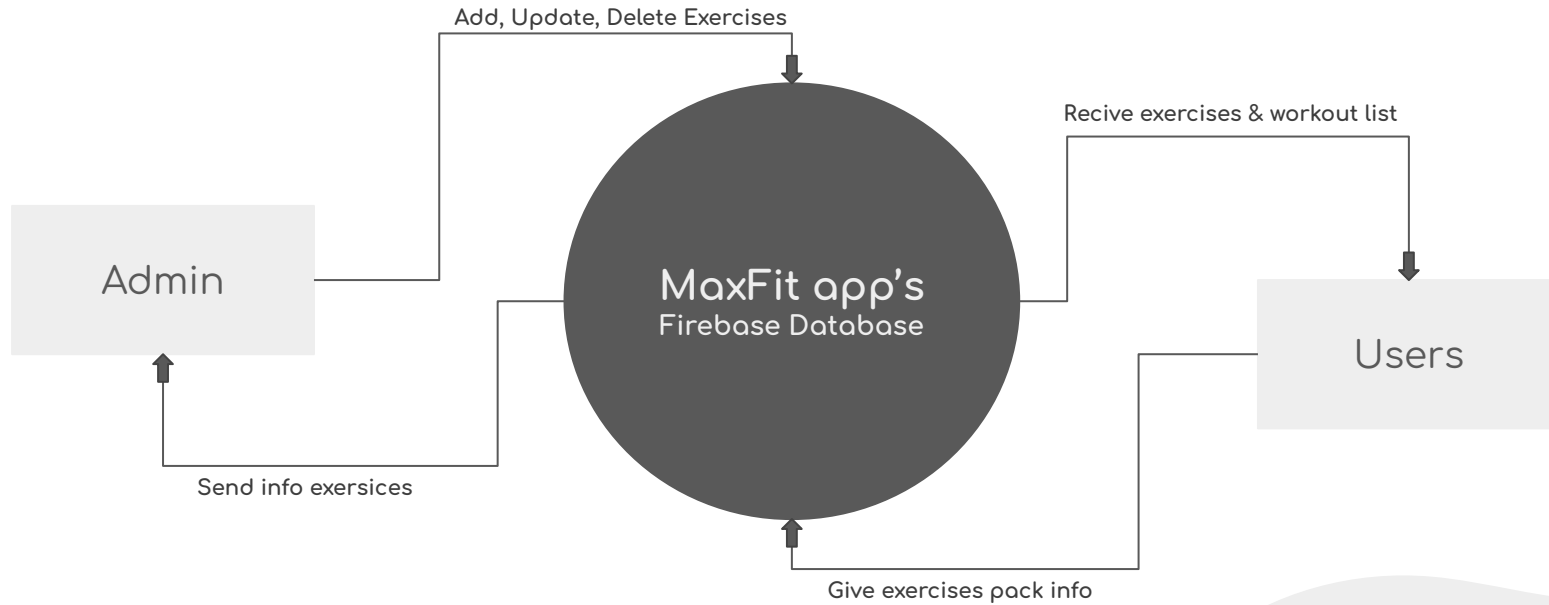 Add, Update, Delete Exercises
Recive exercises & workout list
Admin
MaxFit app's
Firebase Database
Users
Send info exersices
Give exercises pack info